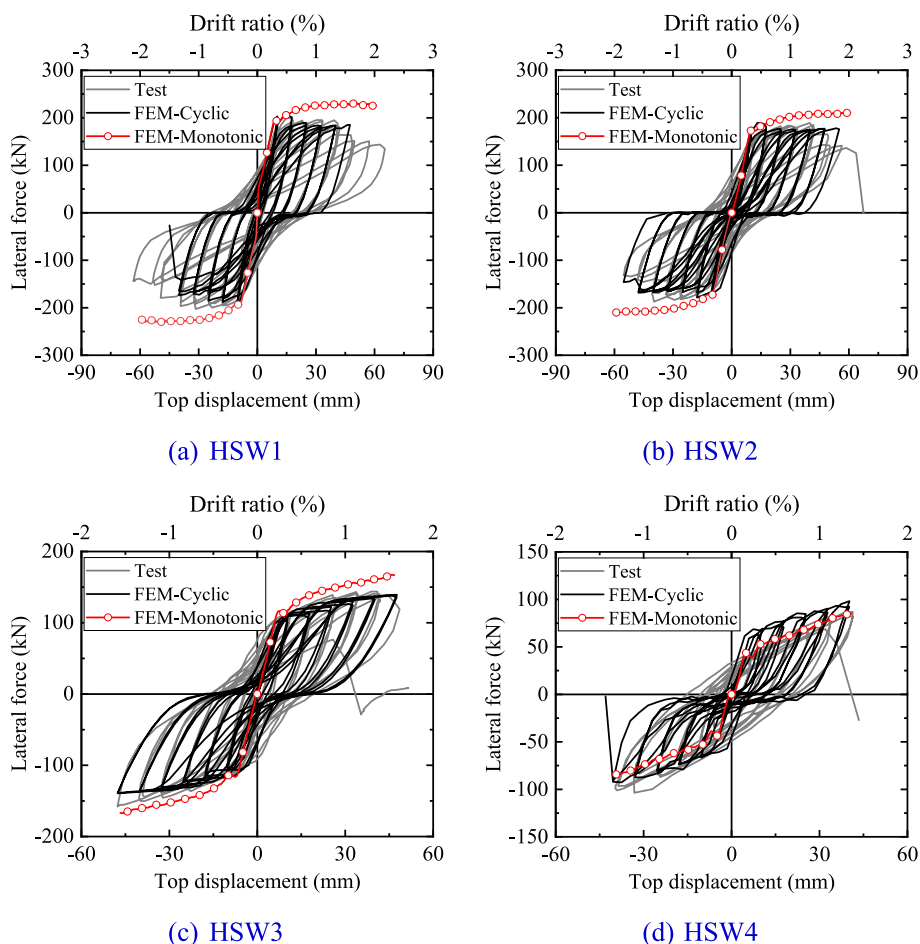 Drift ratio (%)
-3 -2 -1 0 1 2 3
300
200
100
0
-100
-200
-300
Lateral force (kN)
Test
FEM-Cyclic
FEM-Monotonic
-90 -60 -30 0 30 60 90
Top displacement (mm)
(a) HSW1
Drift ratio (%)
-3 -2 -1 0 1 2 3
300
200
100
0
-100
-200
-300
Lateral force (kN)
Test
FEM-Cyclic
FEM-Monotonic
-90 -60 -30 0 30 60 90
Top displacement (mm)
(b) HSW2
Drift ratio (%)
-2 -1 0 1 2
200
100
0
-100
-200
Lateral force (kN)
Test
FEM-Cyclic
FEM-Monotonic
-60 -30 0 30 60
Top displacement (mm)
(c) HSW3
Drift ratio (%)
-2 -1 0 1 2
150
100
50
0
-50
-100
-150
Lateral force (kN)
Test
FEM-Cyclic
FEM-Monotonic
-60 -30 0 30 60
Top displacement (mm)
(d) HSW4